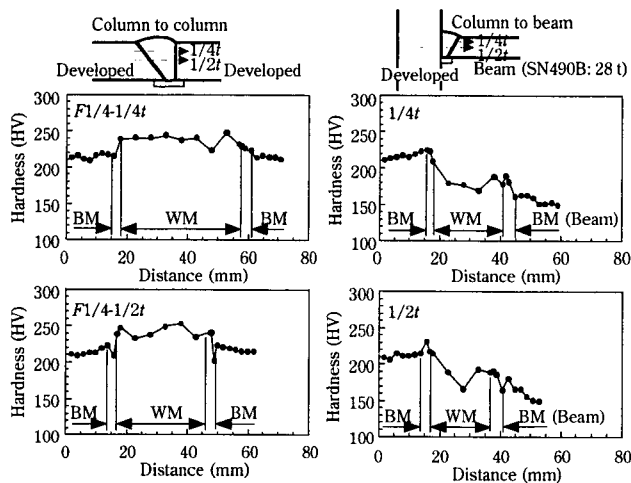 Column to column
1/4t
1/2t
Developed
Developed
Column to beam
1/4t
1/2t
Developed
Beam (SN490B: 28 t)
Hardness (HV)
300
250
200
150
100
F1/4-1/4t
BM
WM
BM
0 20 40 60 80
Distance (mm)
Hardness (HV)
300
250
200
150
100
1/4t
BM
WM
BM (Beam)
0 20 40 60 80
Distance (mm)
Hardness (HV)
300
250
200
150
100
F1/4-1/2t
BM
WM
BM
0 20 40 60 80
Distance (mm)
Hardness (HV)
300
250
200
150
100
1/2t
BM
WM
BM (Beam)
0 20 40 60 80
Distance (mm)